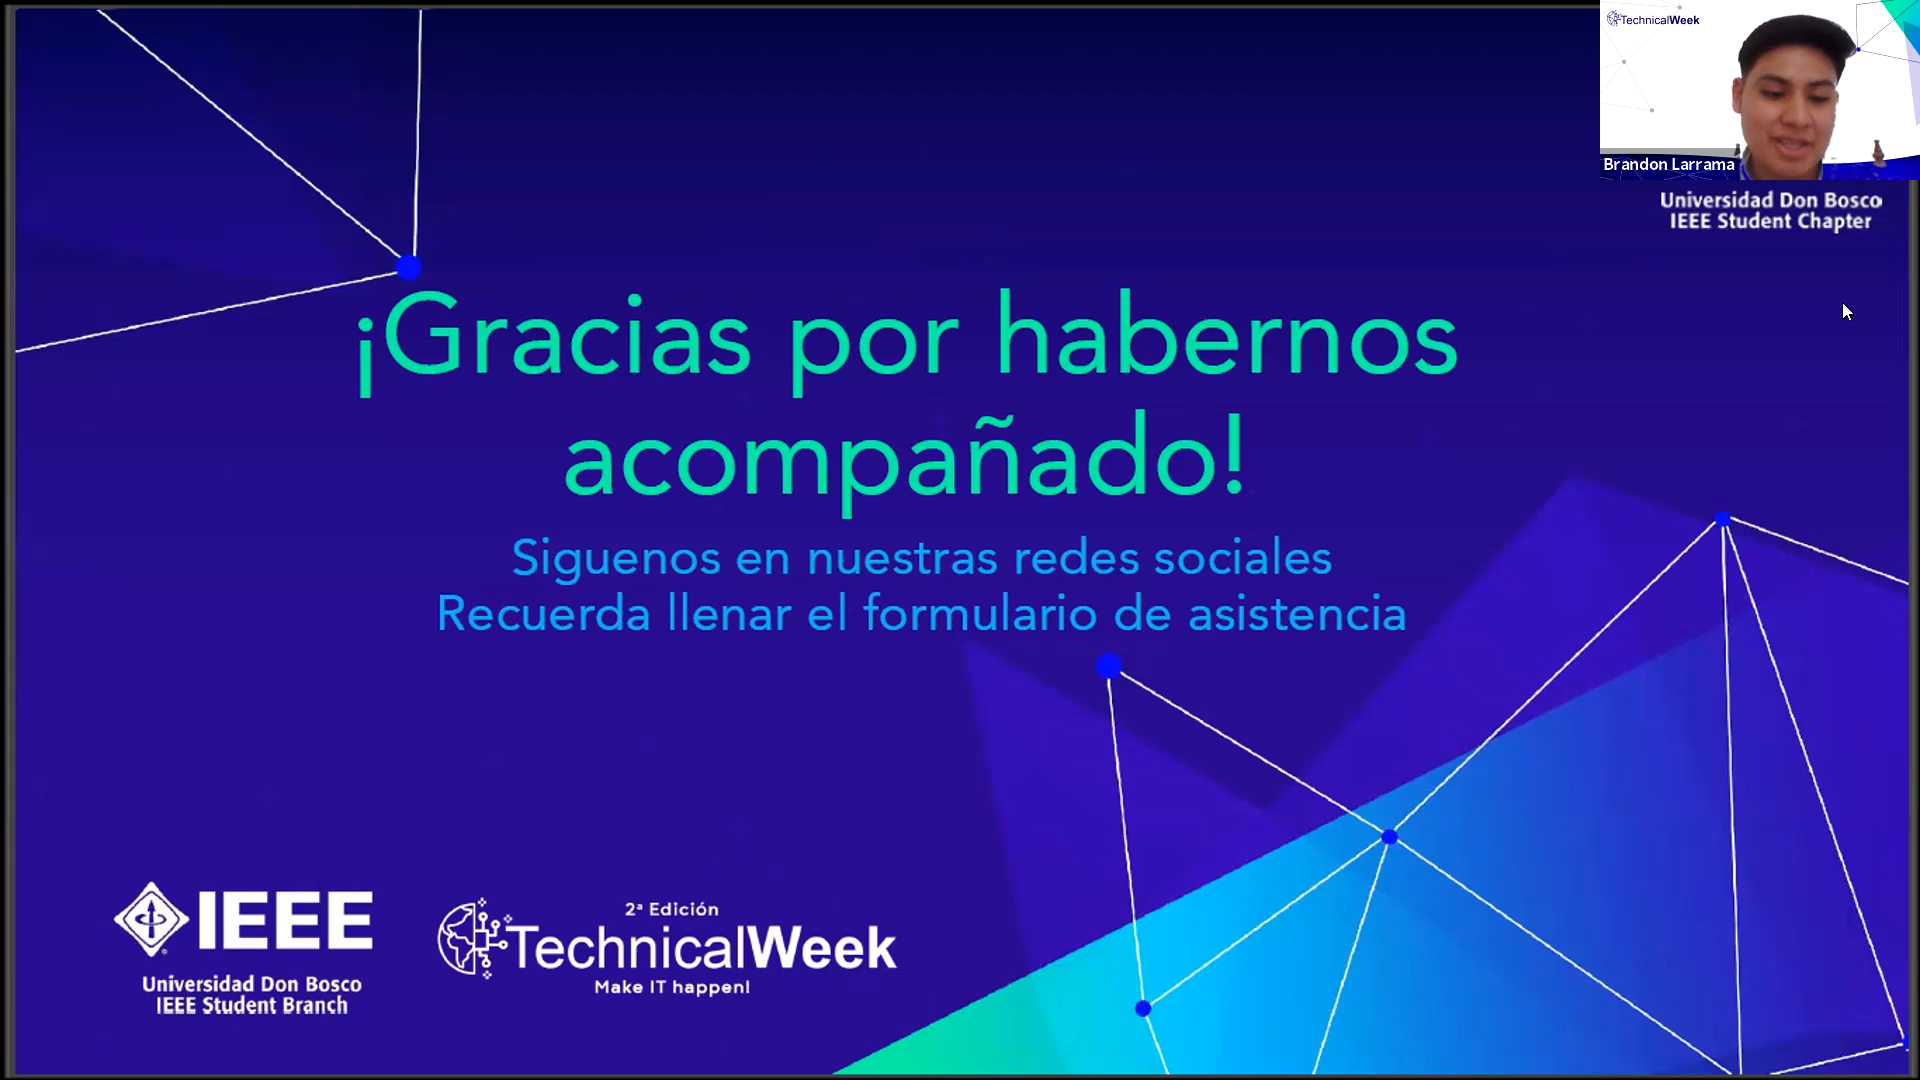 TechnicalWeek
Brandon Larrama
Universidad Don Bosco
IEEE Student Chapter
¡Gracias por habernos
acompañado!
Siguenos en nuestras redes sociales
Recuerda llenar el formulario de asistencia
IEEE
Universidad Don Bosco
IEEE Student Branch
2ª Edición
TechnicalWeek
Make IT happen!